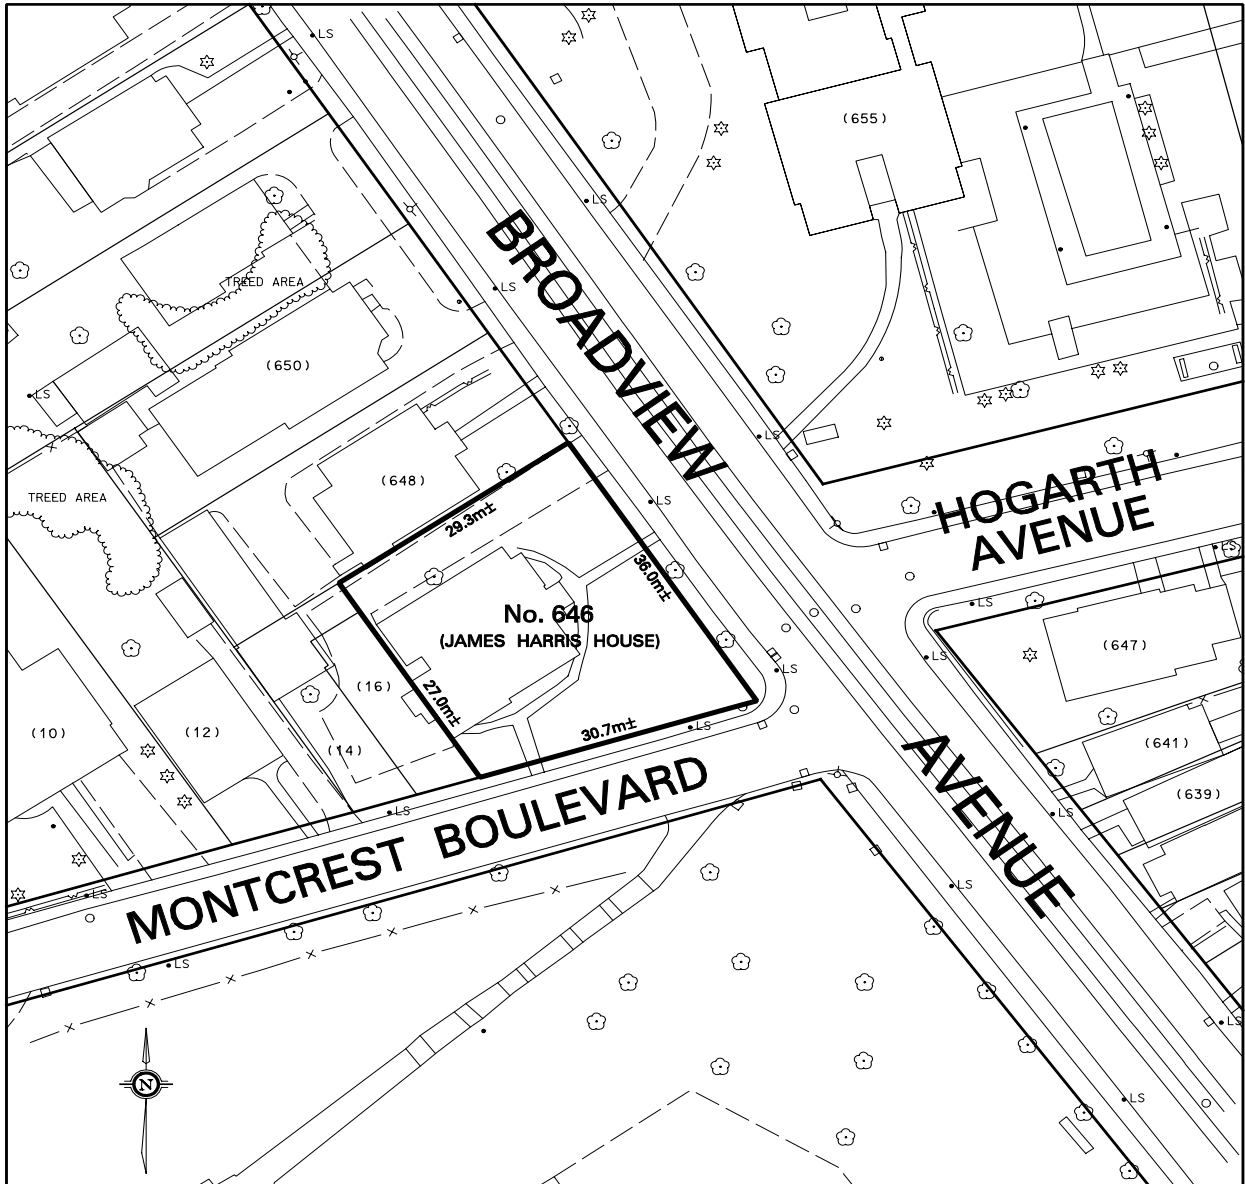 LS
(655)
LS
BROADVIEW
TREED AREA
LS
(650)
LS
LS
HOGARTH
AVENUE
(648)
TREED AREA
LS
29.3m±
36.0m±
LS
LS
No. 646
(JAMES HARRIS HOUSE)
(647)
LS
LS
(16)
27.0m±
30.7m±
LS
(10)
(12)
(14)
(641)
AVENUE
(639)
LS
LS
MONTCREST BOULEVARD
LS
LS
LS
LS
N
LS